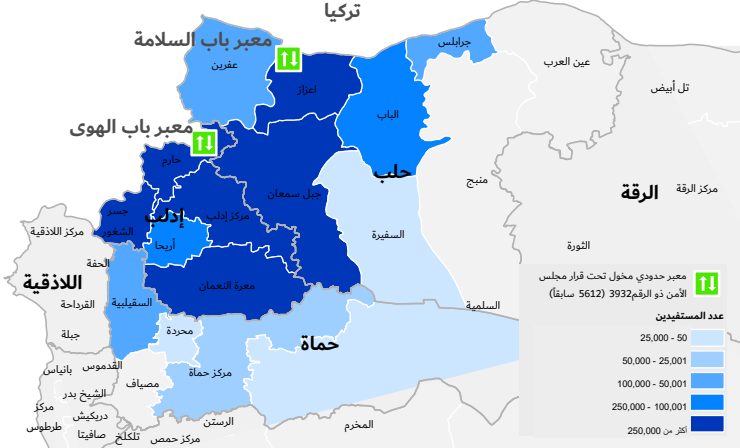 تركيا
معبر باب السلامة
جرابلس
عفرين
عين العرب
اعزاز
تل أبيض
الباب
معبر باب الهوى
حارم
حلب
منبج
جبل سمعان
مركز الرقة
الرقة
جسر
الشغور
إدلب
مركز إدلب
مركز اللاذقية
السفيرة
أريحا
الثورة
الحفة
اللاذقية
معرة النعمان
السقيلبية
القرداحة
السلمية
جبلة
محردة
حماة
القدموس
بانياس
مركز حماة
مصياف
الشيخ بدر
مركز
طرطوس
دريكيش
صافيتا
تلكلخ
مركز حمص
الرستن
المخرم
معبر حدودي مخول تحت قرار مجلس
الأمن ذو الرقم3932 (5612 سابقاً)
عدد المستفيدين
50 - 25,000
25,001 - 50,000
50,001 - 100,000
100,001 - 250,000
أكثر من 250,000